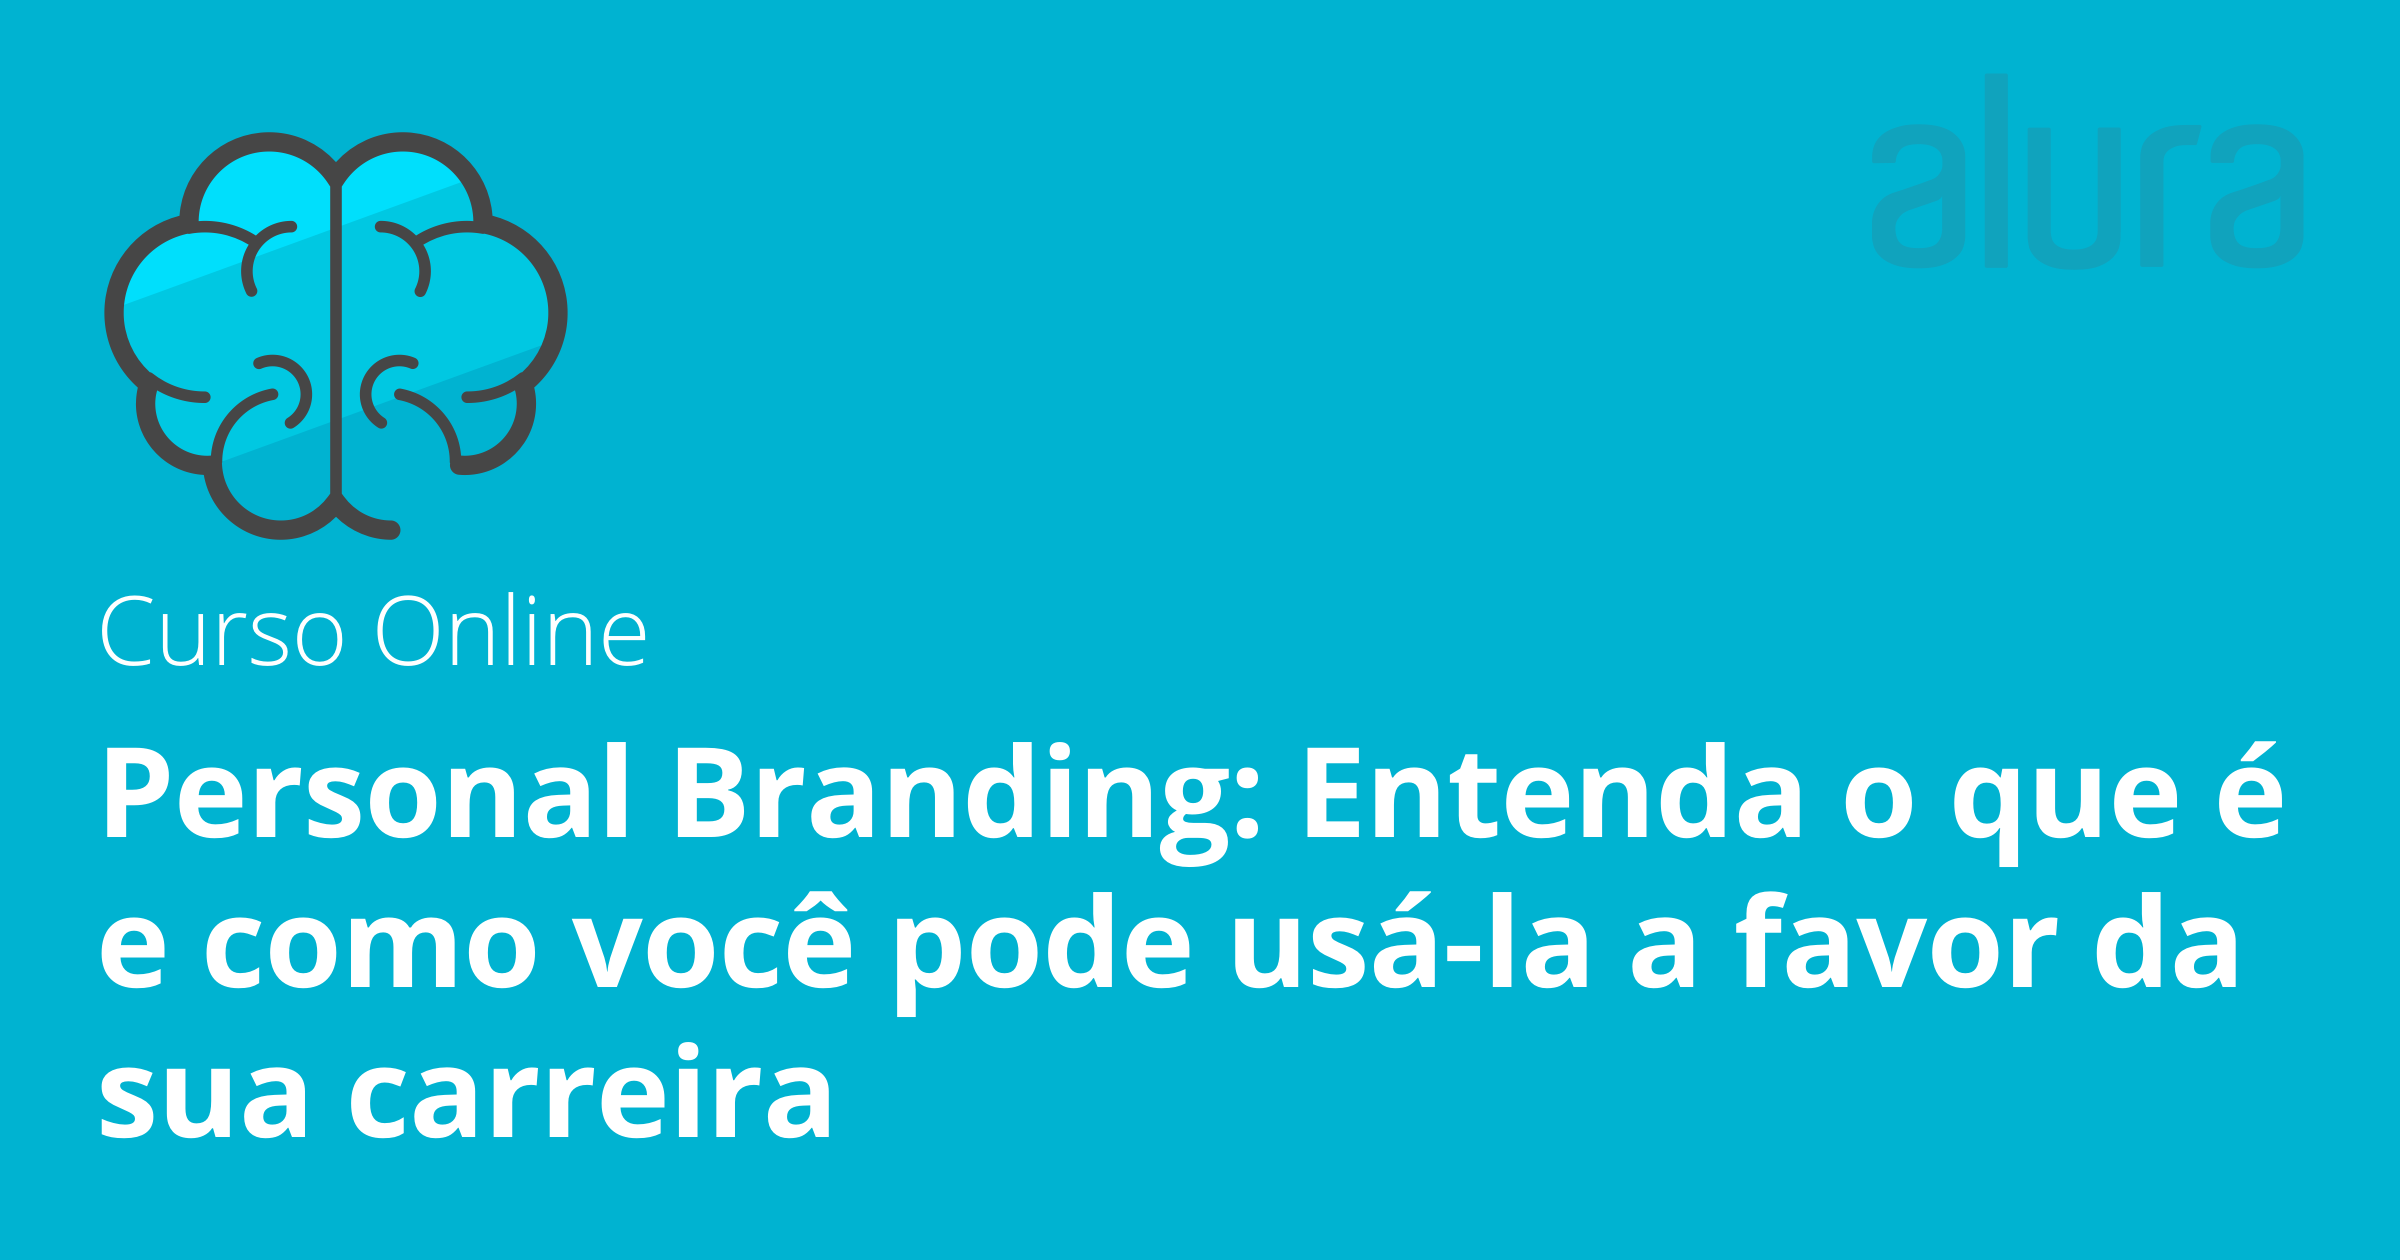 alura
Curso Online
Personal Branding: Entenda o que é
e como você pode usá-la a favor da
sua carreira